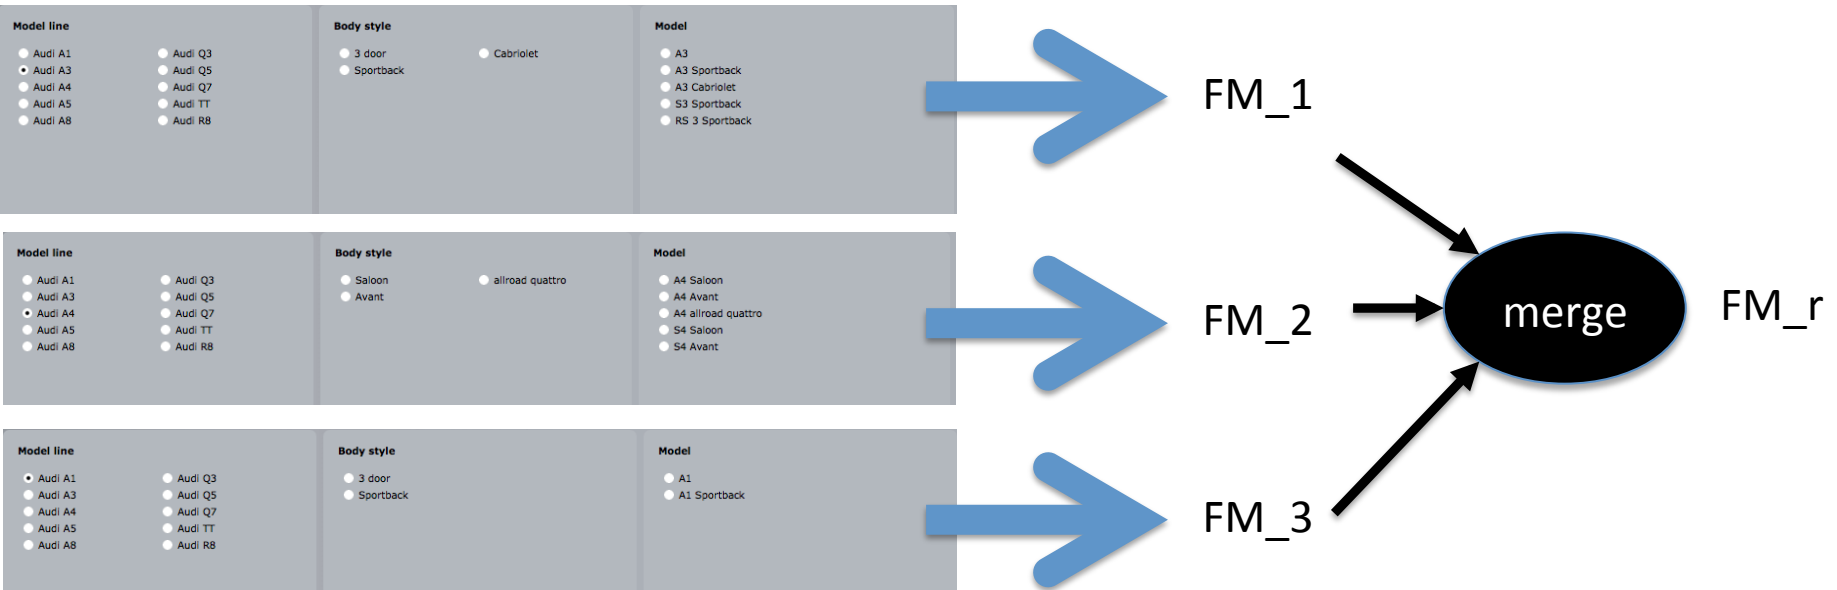 Model line
Audi A1
Audi Q3
Audi A3
Audi Q5
Audi A4
Audi Q7
Audi A5
Audi TT
Audi A8
Audi R8
Body style
3 door
Cabriolet
Sportback
Model
A3
A3 Sportback
A3 Cabriolet
S3 Sportback
RS 3 Sportback
FM_1
Model line
Audi A1
Audi Q3
Audi A3
Audi Q5
Audi A4
Audi Q7
Audi A5
Audi TT
Audi A8
Audi R8
Body style
Saloon
allroad quattro
Avant
Model
A4 Saloon
A4 Avant
A4 allroad quattro
S4 Saloon
S4 Avant
FM_2
merge
FM_r
Model line
Audi A1
Audi Q3
Audi A3
Audi Q5
Audi A4
Audi Q7
Audi A5
Audi TT
Audi A8
Audi R8
Body style
3 door
Sportback
Model
A1
A1 Sportback
FM_3